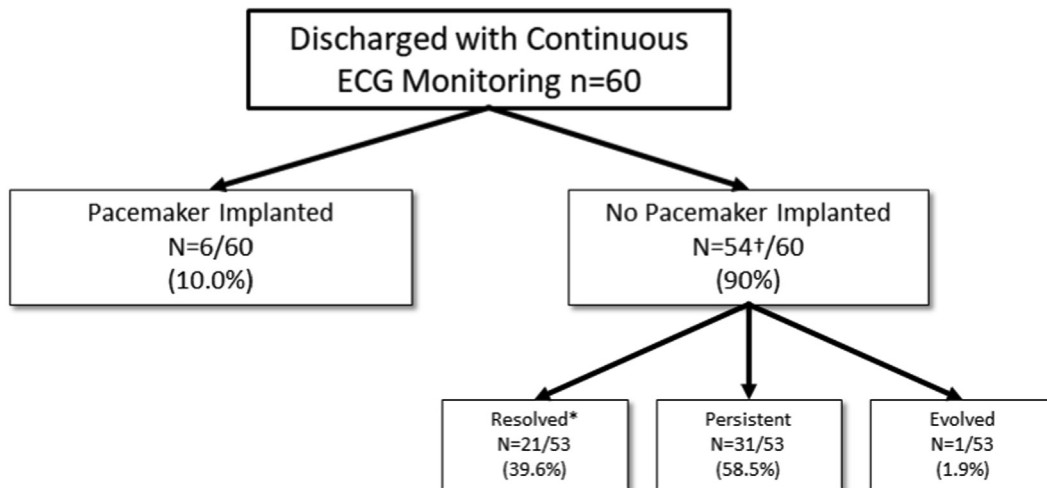 Discharged with Continuous
ECG Monitoring n=60
Pacemaker Implanted
N=6/60
(10.0%)
No Pacemaker Implanted
N=54†/60
(90%)
Resolved*
N=21/53
(39.6%)
Persistent
N=31/53
(58.5%)
Evolved
N=1/53
(1.9%)